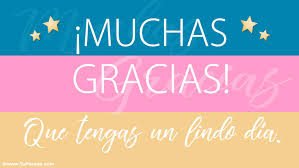 ¡MUCHAS
GRACIAS!
Que tengas un lindo día.